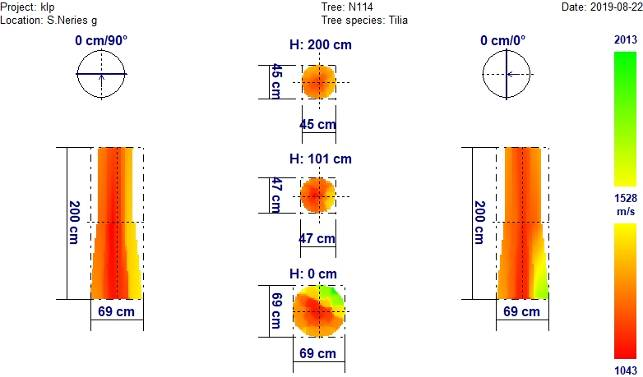 Project: klp
Tree: N114
Date: 2019-08-22
Location: S.Neries g
Tree species: Tilia
0 cm/90°
H: 200 cm
0 cm/0°
2013
45 cm
45 cm
H: 101 cm
200 cm
47 cm
200 cm
1528
m/s
47 cm
H: 0 cm
69 cm
69 cm
69 cm
69 cm
1043